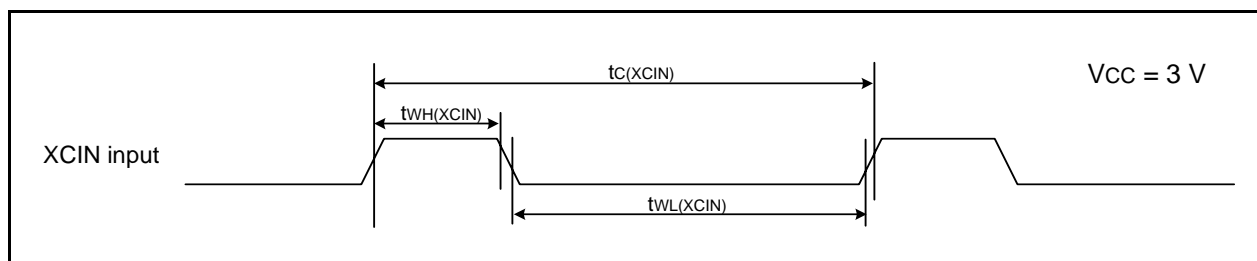 tC(XCIN)
VCC = 3 V
tWH(XCIN)
XCIN input
tWL(XCIN)